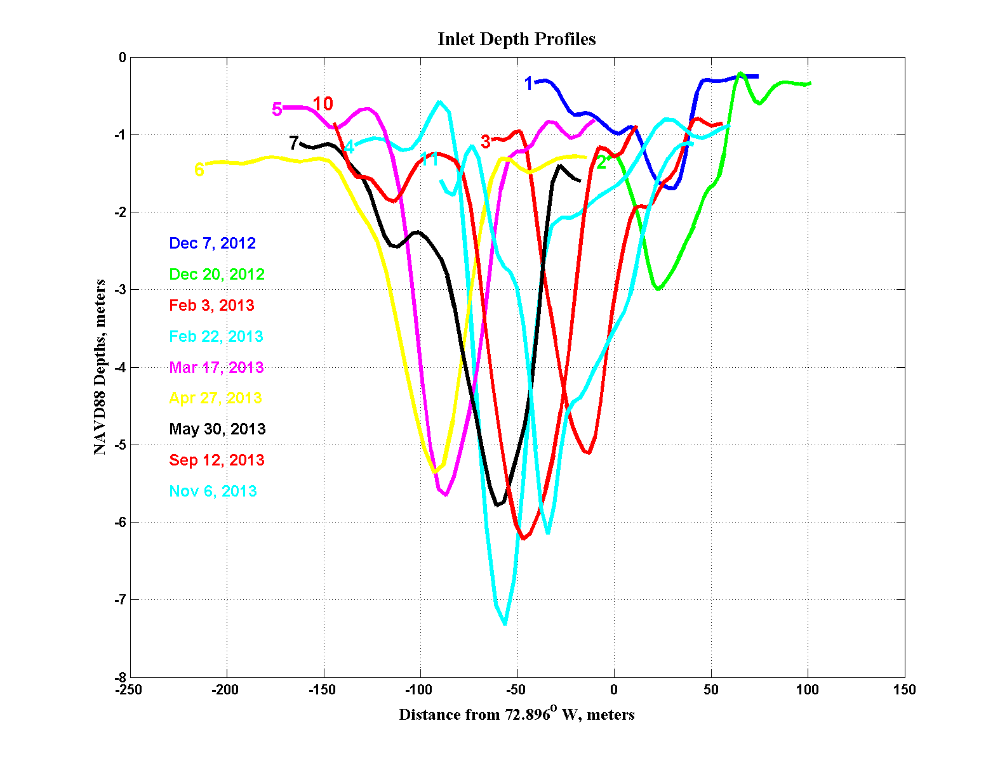 Inlet Depth Profiles
0
-1
-2
-3
-4
-5
-6
-7
-8
NAVD88 Depths, meters
1
10
5
7
4
3
11
2
6
Dec 7, 2012
Dec 20, 2012
Feb 3, 2013
Feb 22, 2013
Mar 17, 2013
Apr 27, 2013
May 30, 2013
Sep 12, 2013
Nov 6, 2013
-250 -200 -150 -100 -50 0 50 100 150
Distance from 72.896° W, meters